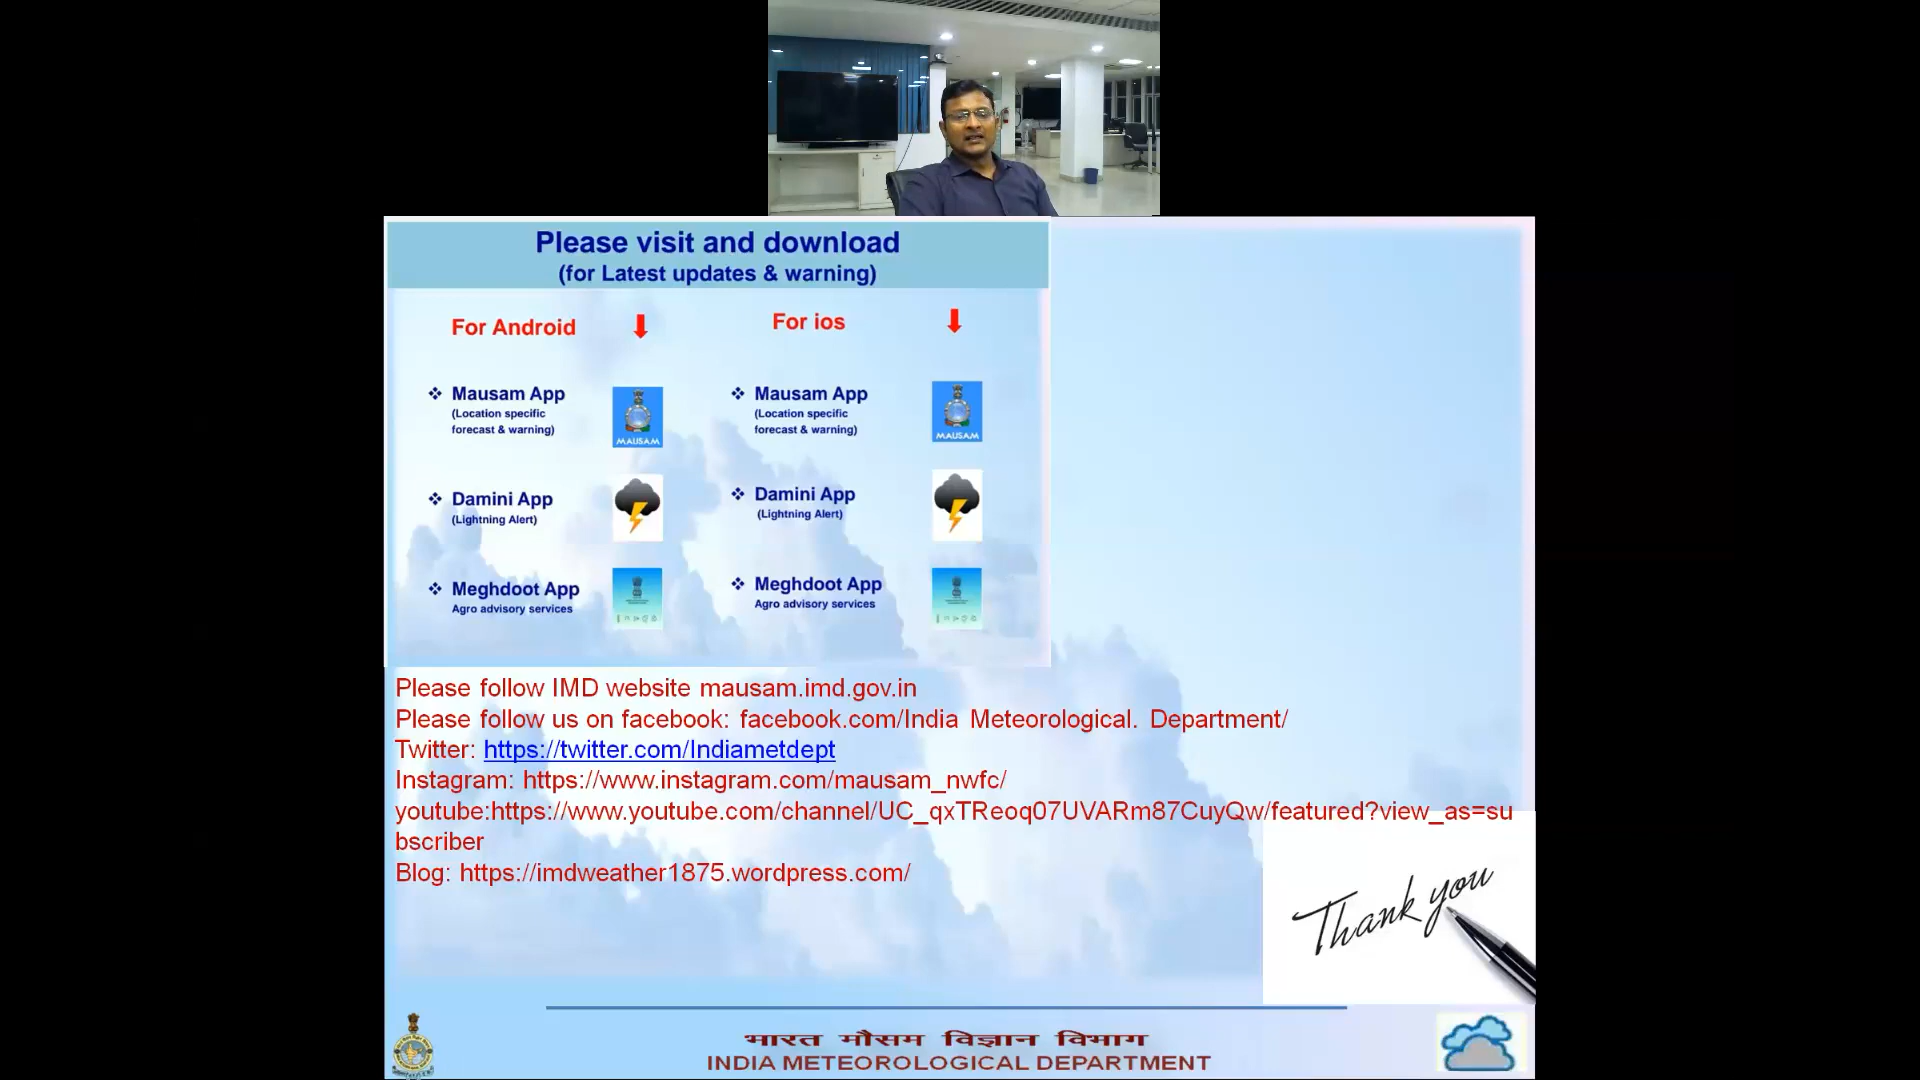 Please visit and download
(for Latest updates & warning)
For Android
For ios
Mausam App
(Location specific
forecast & warning)
MAUSAM
Mausam App
(Location specific
forecast & warning)
MAUSAM
Damini App
(Lightning Alert)
Damini App
(Lightning Alert)
Meghdoot App
Agro advisory services
Meghdoot App
Agro advisory services
Please follow IMD website mausam.imd.gov.in
Please follow us on facebook: facebook.com/India Meteorological. Department/
Twitter: https://twitter.com/Indiametdept
Instagram: https://www.instagram.com/mausam_nwfc/
youtube:https://www.youtube.com/channel/UC_qxTReoq07UVARm87CuyQw/featured?view_as=su
bscriber
Blog: https://imdweather1875.wordpress.com/
Thank you
भारत मौसम विज्ञान विभाग
INDIA METEOROLOGICAL DEPARTMENT